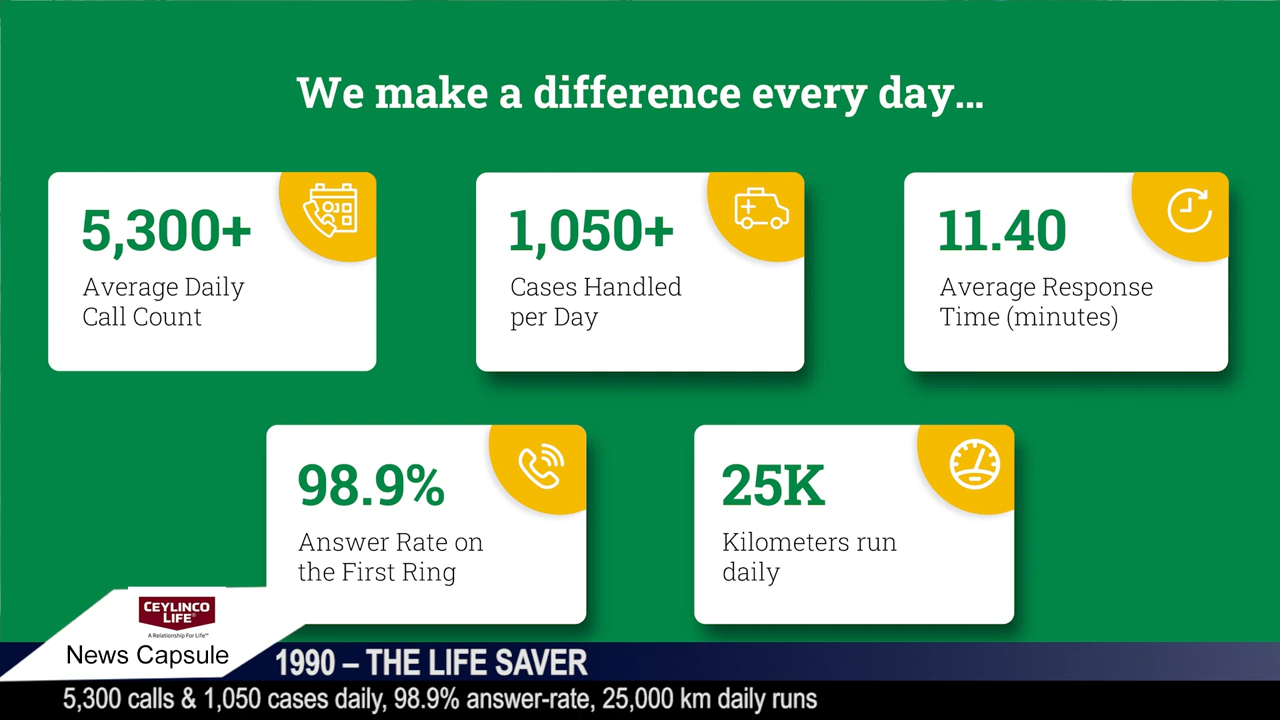 We make a difference every day...
5,300+
Average Daily
Call Count
1,050+
Cases Handled
per Day
11.40
Average Response
Time (minutes)
98.9%
Answer Rate on
the First Ring
25K
Kilometers run
daily
CEYLINCO
LIFE®
A Relationship For Life™
News Capsule
1990 – THE LIFE SAVER
5,300 calls & 1,050 cases daily, 98.9% answer-rate, 25,000 km daily runs